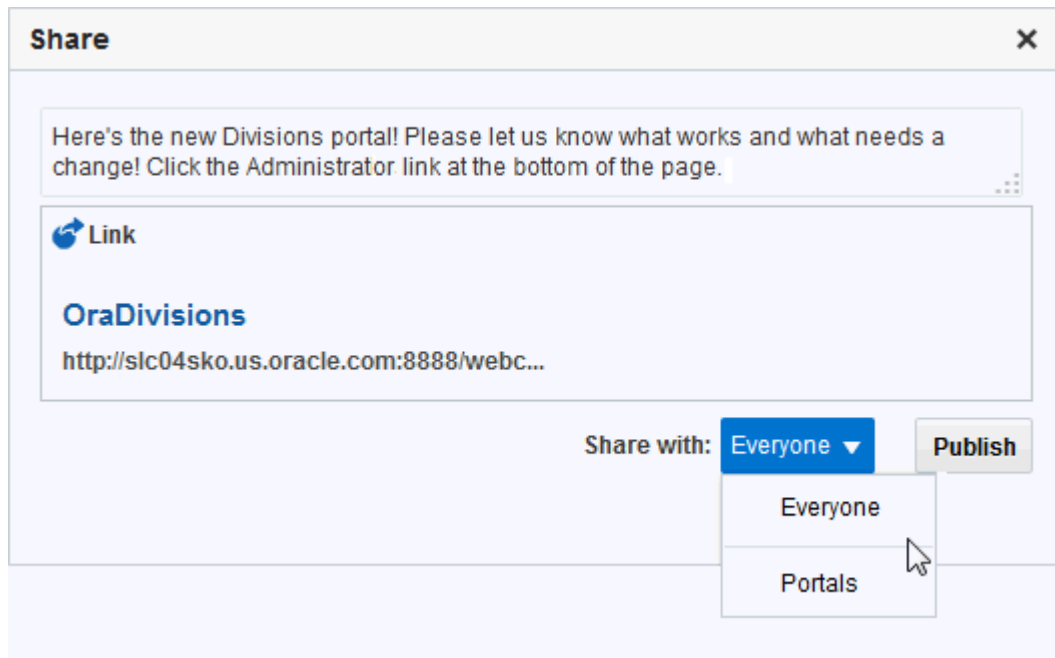 Share
Here's the new Divisions portal! Please let us know what works and what needs a
change! Click the Administrator link at the bottom of the page.
Link
OraDivisions
http://slc04sko.us.oracle.com:8888/webc...
Share with: Everyone Publish
Everyone
Portals